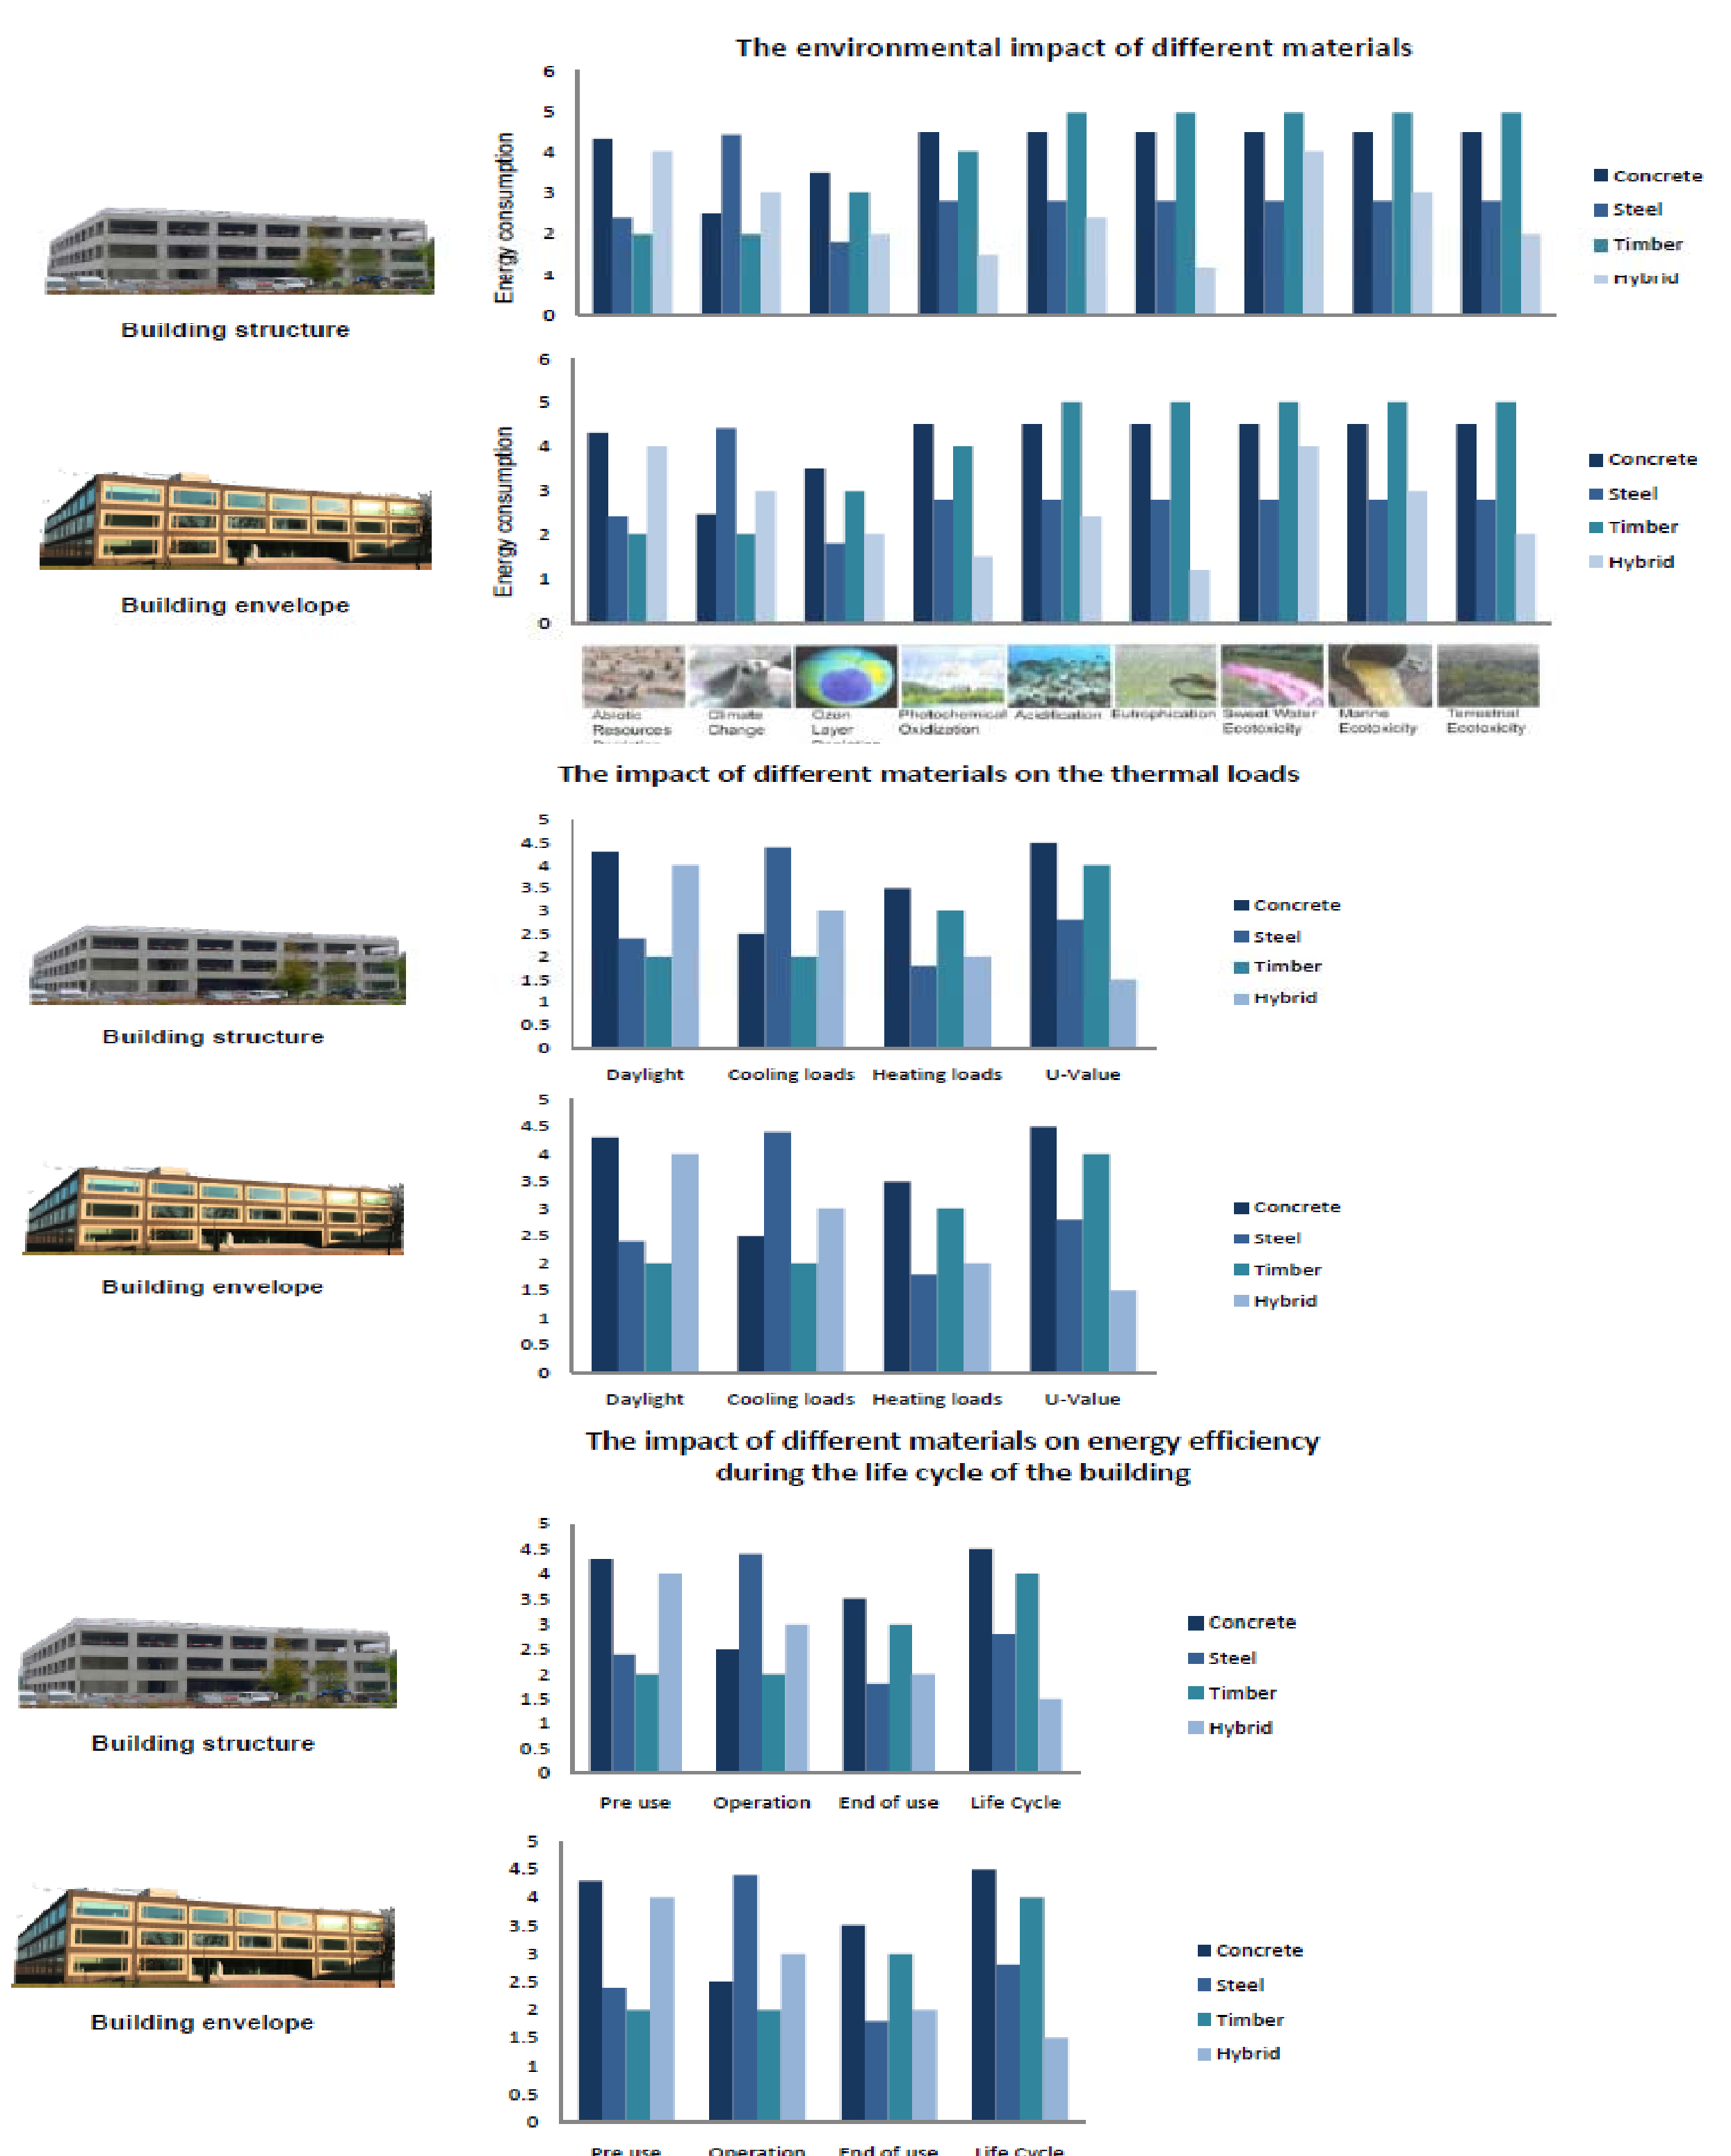 The environmental impact of different materials
6
5
4
3
2
1
0
Energy consumption
Concrete
Steel
Timber
Hybrid
Building structure
6
5
4
3
2
1
0
Energy consumption
Concrete
Steel
Timber
Hybrid
Building envelope
Abiotic Climate Ozon Photochemical Acidification Eutrophication Sweat Water Marine Terrestrial
Resources Change Layer Oxidization Ecotoxicity Ecotoxicity Ecotoxicity
The impact of different materials on the thermal loads
5
4.5
4
3.5
3
2.5
2
1.5
1
0.5
0
Concrete
Steel
Timber
Hybrid
Building structure
Daylight Cooling loads Heating loads U-Value
5
4.5
4
3.5
3
2.5
2
1.5
1
0.5
0
Concrete
Steel
Timber
Hybrid
Building envelope
Daylight Cooling loads Heating loads U-Value
The impact of different materials on energy efficiency
during the life cycle of the building
5
4.5
4
3.5
3
2.5
2
1.5
1
0.5
0
Concrete
Steel
Timber
Hybrid
Building structure
Pre use Operation End of use Life Cycle
5
4.5
4
3.5
3
2.5
2
1.5
1
0.5
0
Concrete
Steel
Timber
Hybrid
Building envelope
Pre use Operation End of use Life Cycle